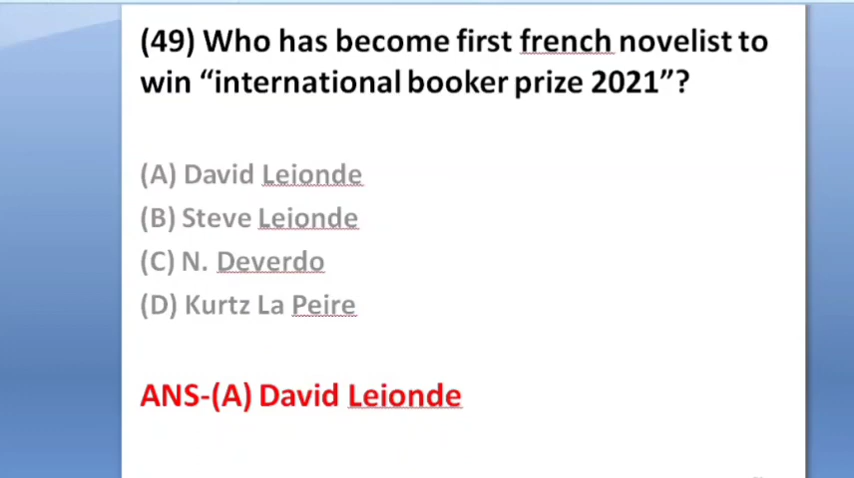 (49) Who has become first french novelist to
win “international booker prize 2021”?
(A) David Leionde
(B) Steve Leionde
(C) N. Deverdo
(D) Kurtz La Peire
ANS-(A) David Leionde